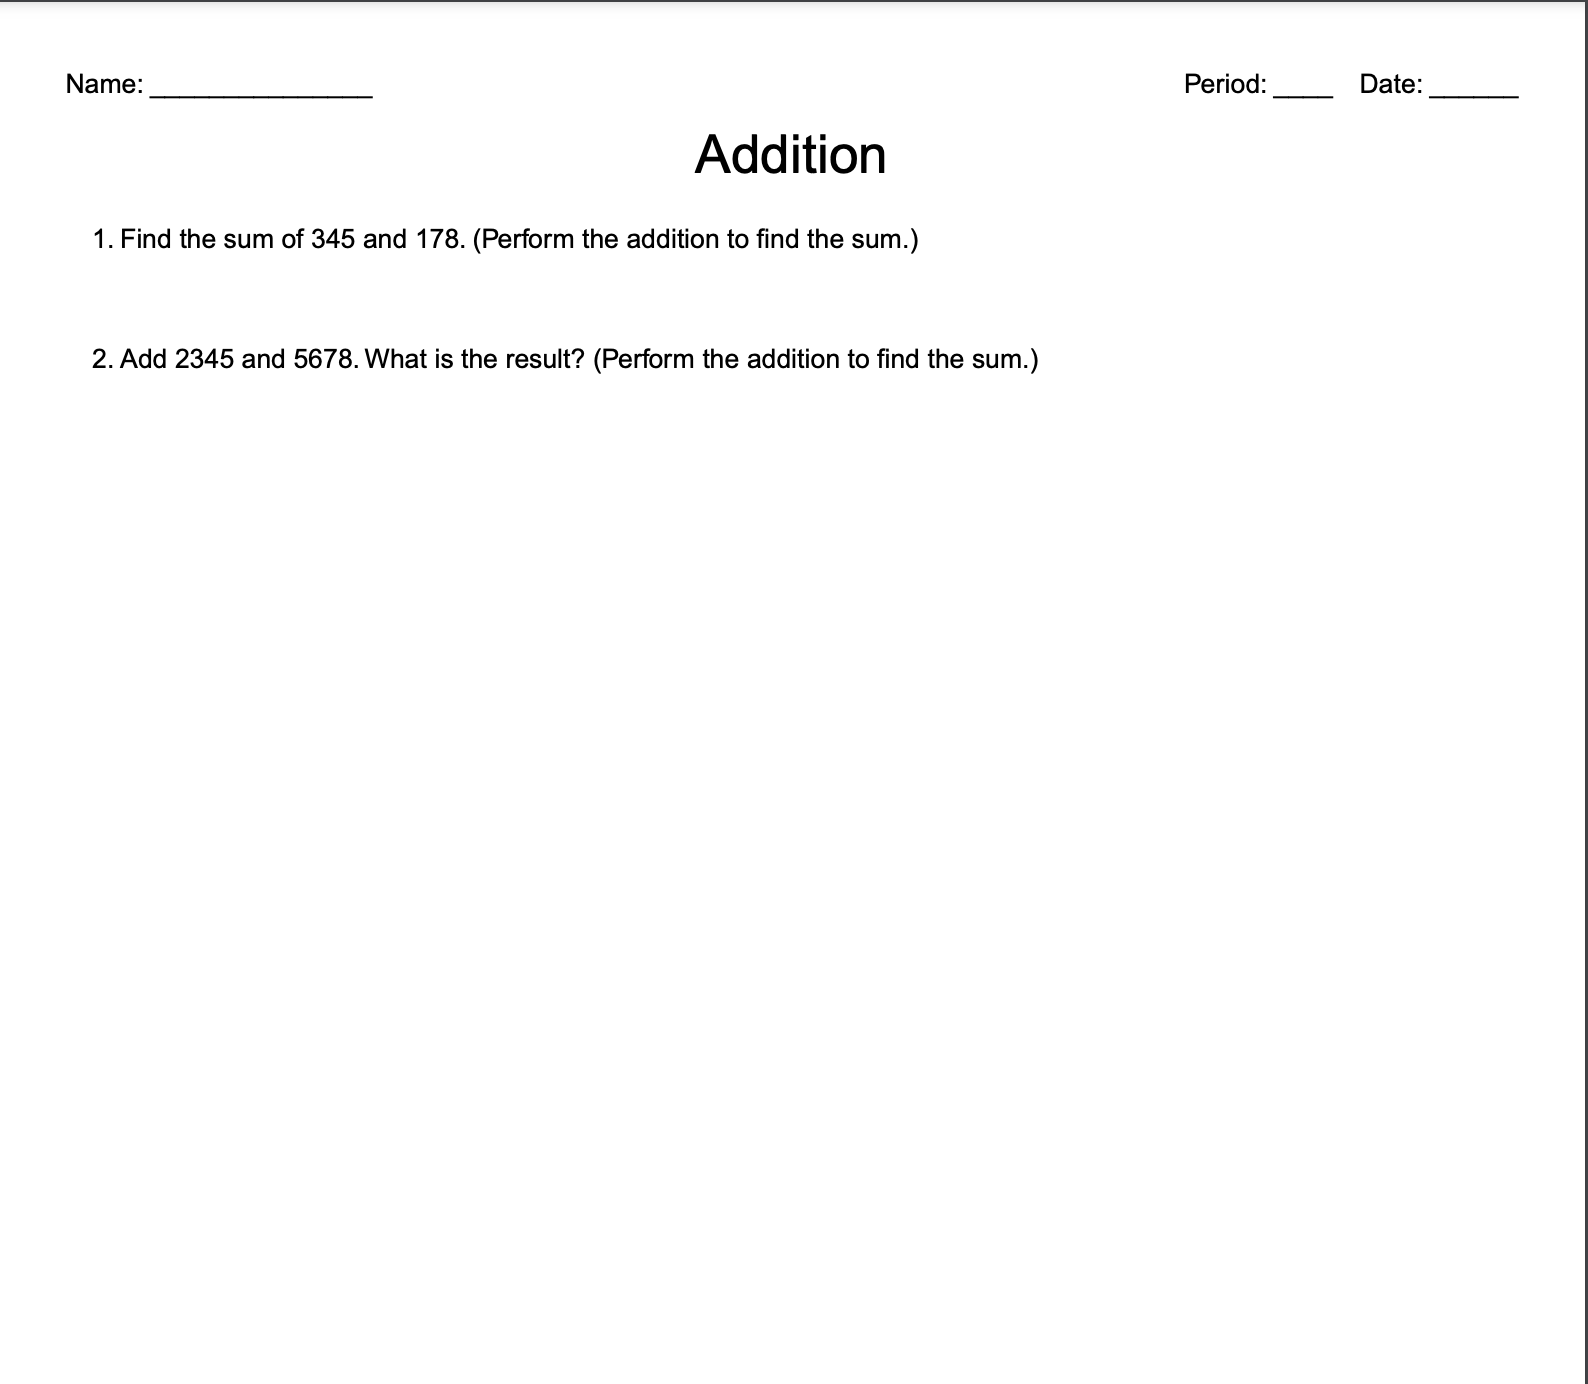 Name: _______________ Period: ____ Date: ______
Addition
1. Find the sum of 345 and 178. (Perform the addition to find the sum.)
2. Add 2345 and 5678. What is the result? (Perform the addition to find the sum.)